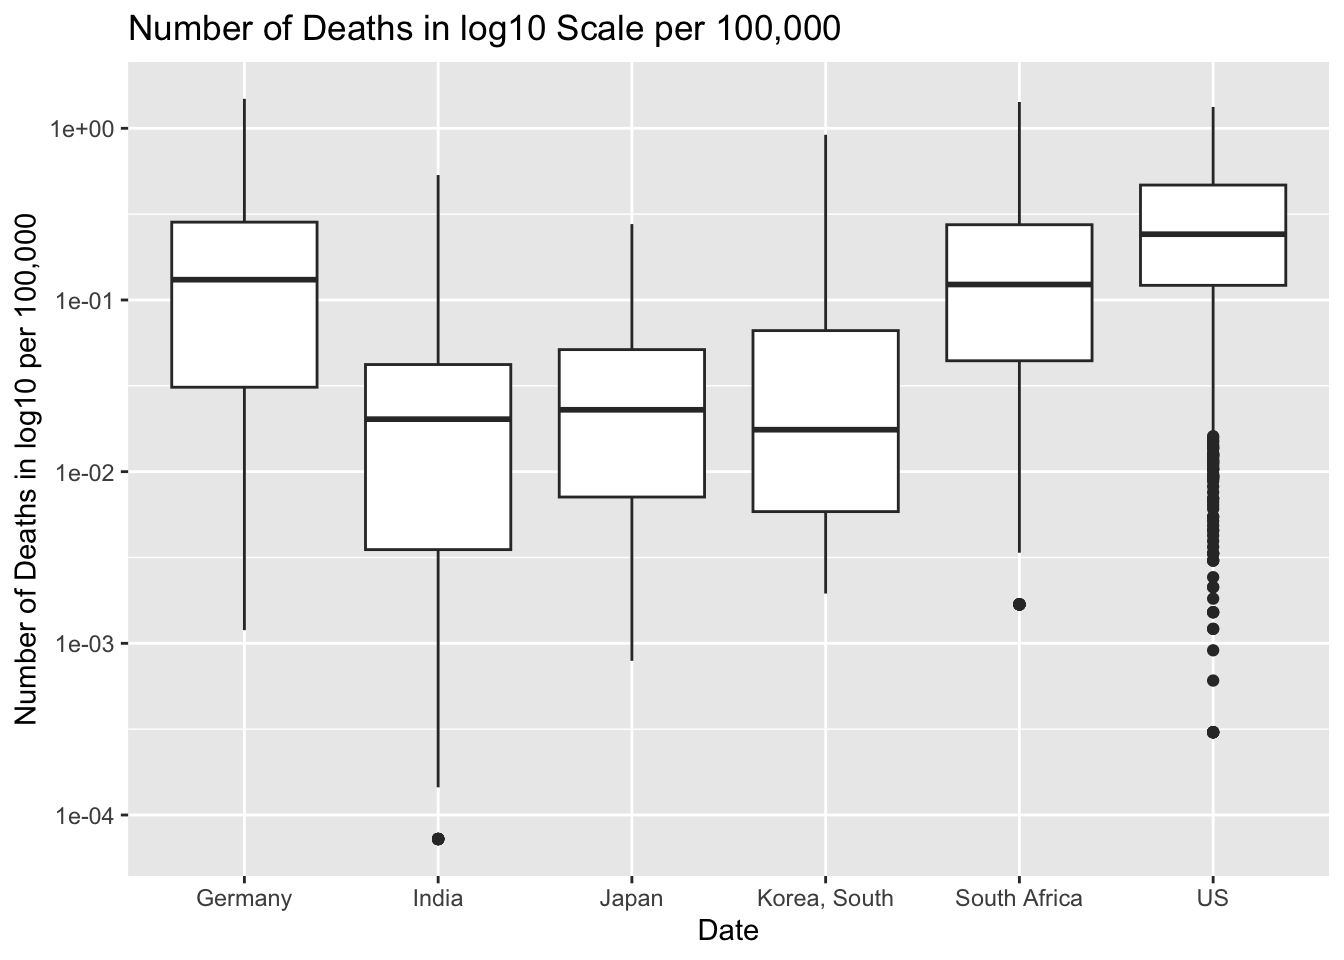 Number of Deaths in log10 Scale per 100,000
Number of Deaths in log10 per 100,000
1e+00
1e-01
1e-02
1e-03
1e-04
Germany India Japan Korea, South South Africa US
Date